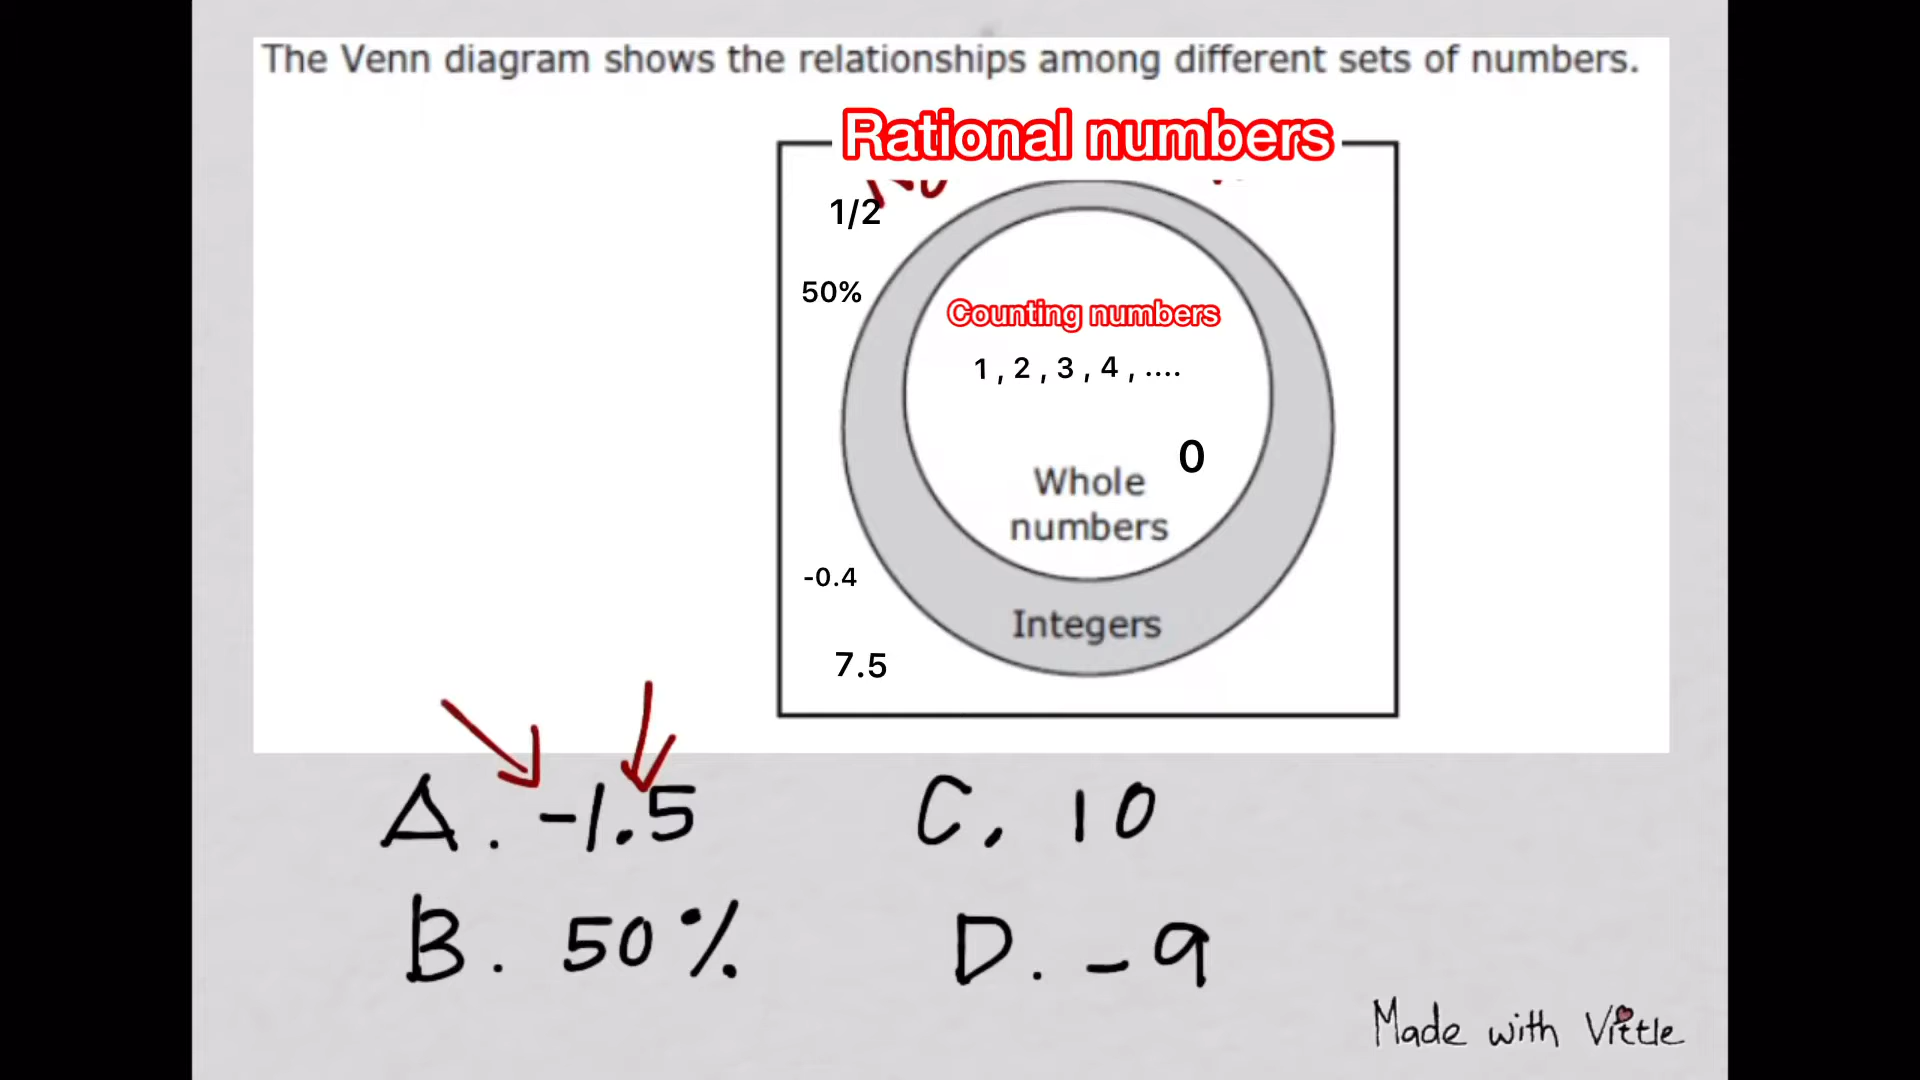 The Venn diagram shows the relationships among different sets of numbers.
Rational numbers
1/2
50%
Counting numbers
1 , 2 , 3 , 4 , ....
0
Whole
numbers
-0.4
Integers
7.5
A. -1.5
C. 10
B. 50%
D. -9
Made with Vittle